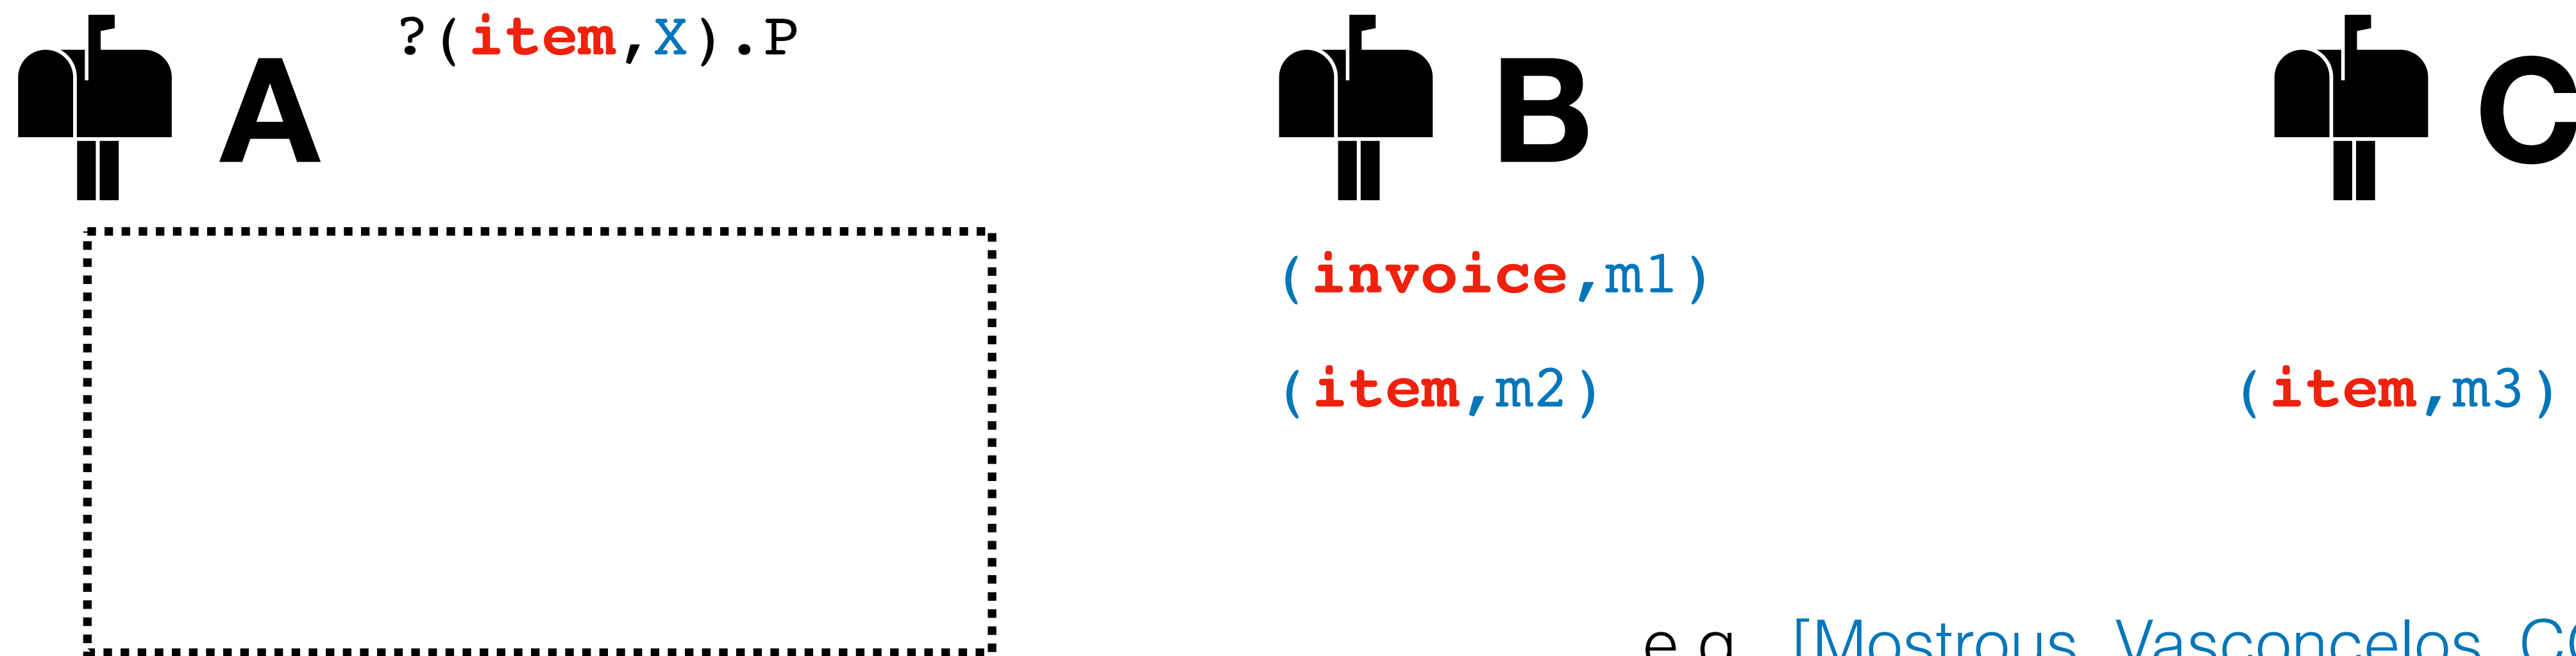 ?(item,X).P
A
B
C
(invoice,m1)
(item,m2)
(item,m3)
e.g. [Mostrous, Vasconcelos